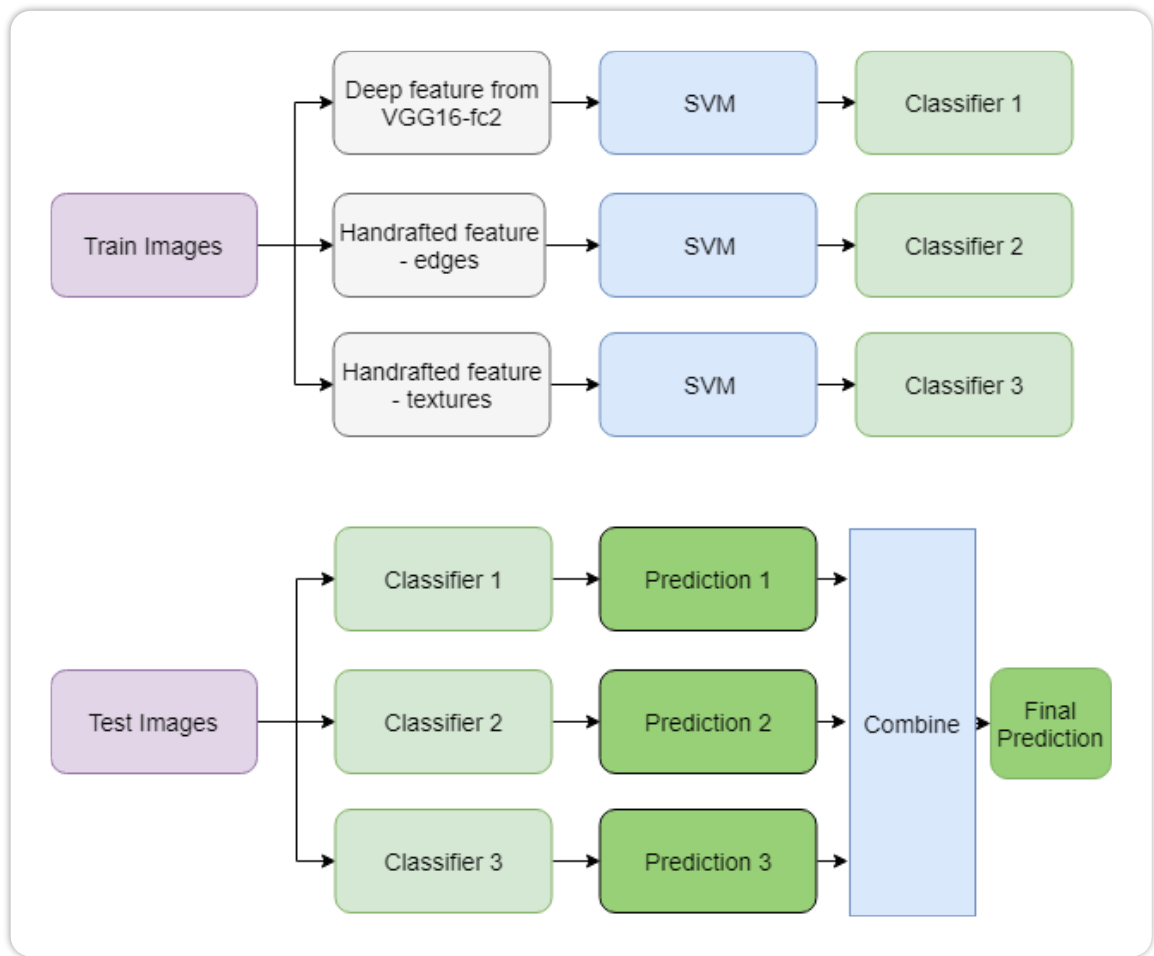 Deep feature from
VGG16-fc2
SVM
Classifier 1
Train Images
Handrafted feature
- edges
SVM
Classifier 2
Handrafted feature
- textures
SVM
Classifier 3
Classifier 1
Prediction 1
Test Images
Classifier 2
Prediction 2
Combine
Final
Prediction
Classifier 3
Prediction 3